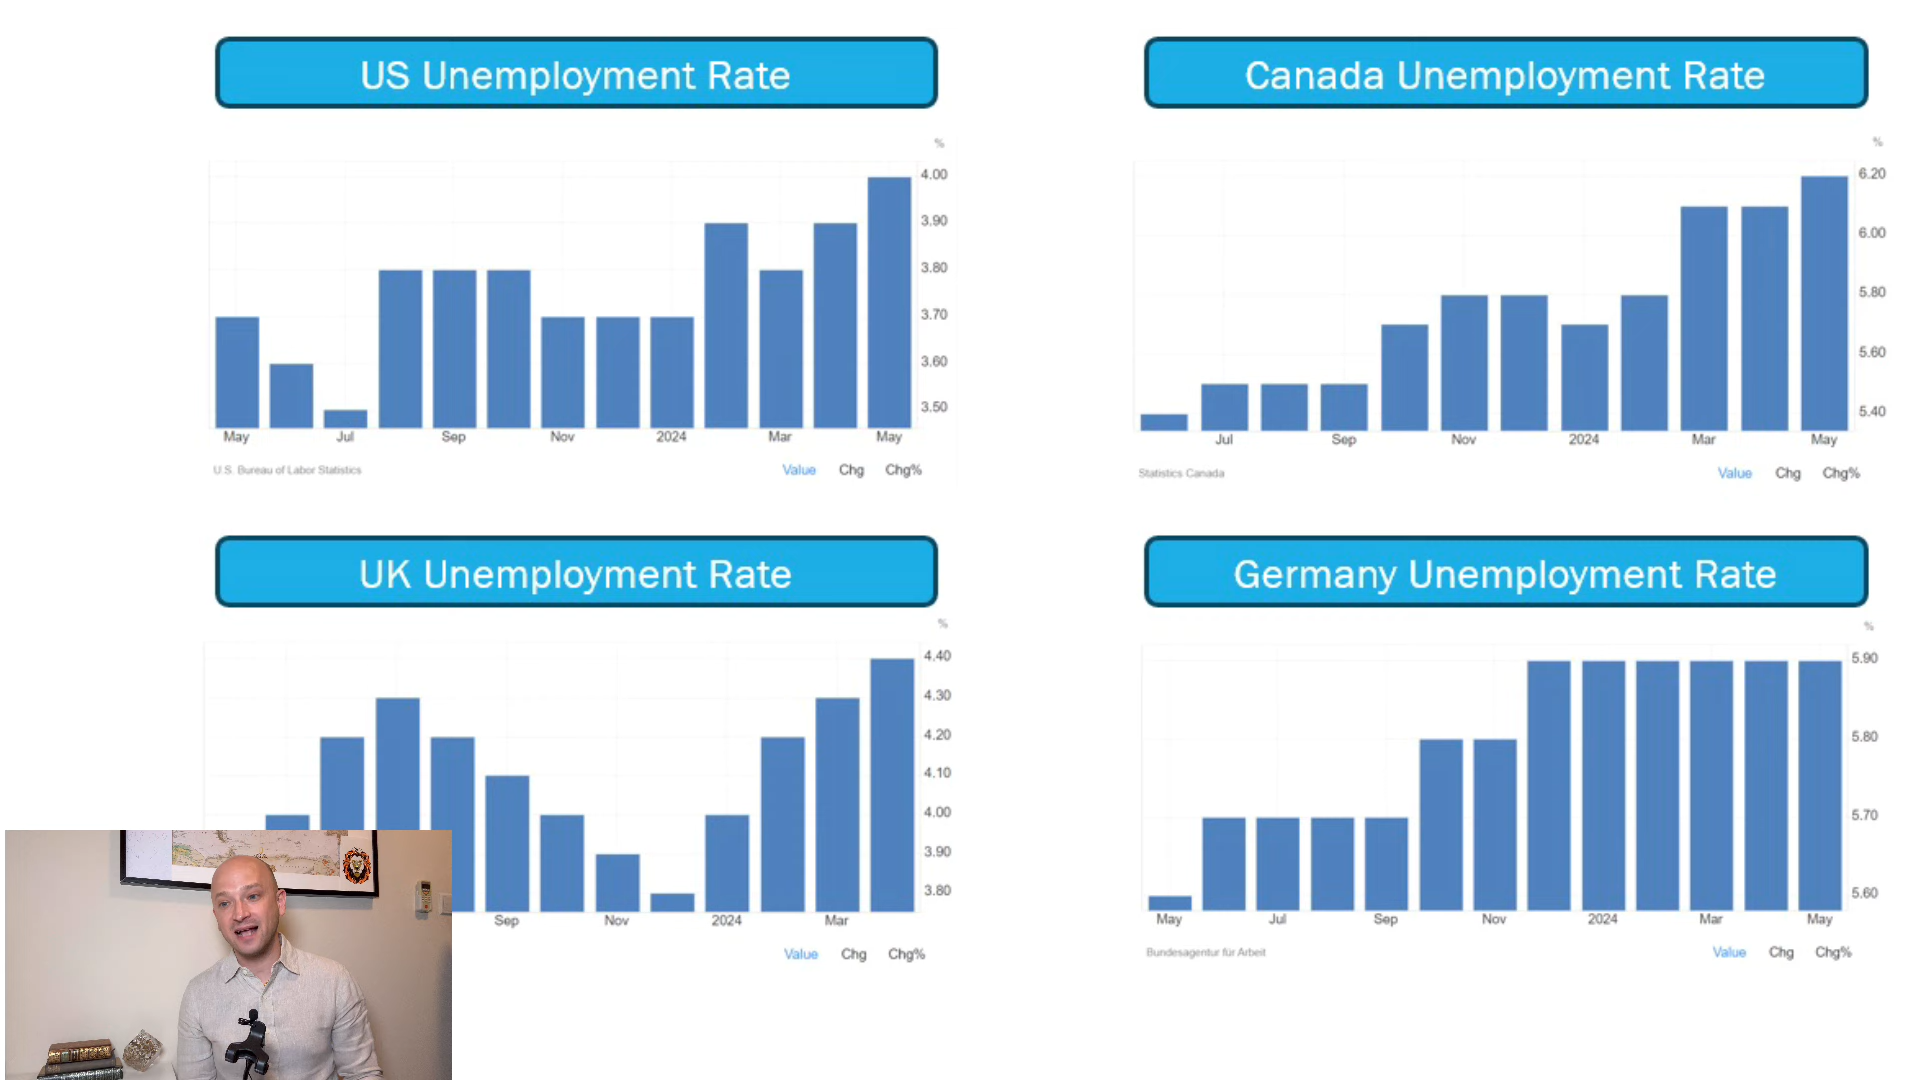 US Unemployment Rate
%
4.00
3.90
3.80
3.70
3.60
3.50
May Jul Sep Nov 2024 Mar May
U.S. Bureau of Labor Statistics
Value Chg Chg%
Canada Unemployment Rate
%
6.20
6.00
5.80
5.60
5.40
Jul Sep Nov 2024 Mar May
Statistics Canada
Value Chg Chg%
UK Unemployment Rate
%
4.40
4.30
4.20
4.10
4.00
3.90
3.80
Sep Nov 2024 Mar
Value Chg Chg%
Germany Unemployment Rate
%
5.90
5.80
5.70
5.60
May Jul Sep Nov 2024 Mar May
Bundesagentur für Arbeit
Value Chg Chg%